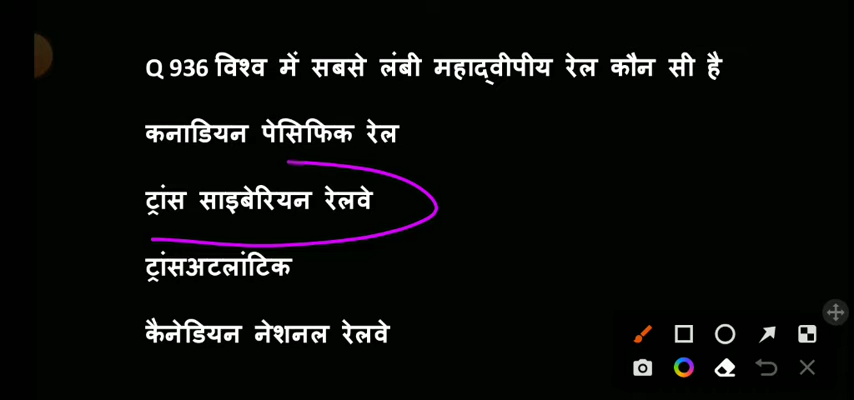 Q 936 विश्व में सबसे लंबी महाद्वीपीय रेल कौन सी है
कनाडियन पेसिफिक रेल
ट्रांस साइबेरियन रेलवे
ट्रांसअटलांटिक
कैनेडियन नेशनल रेलवे